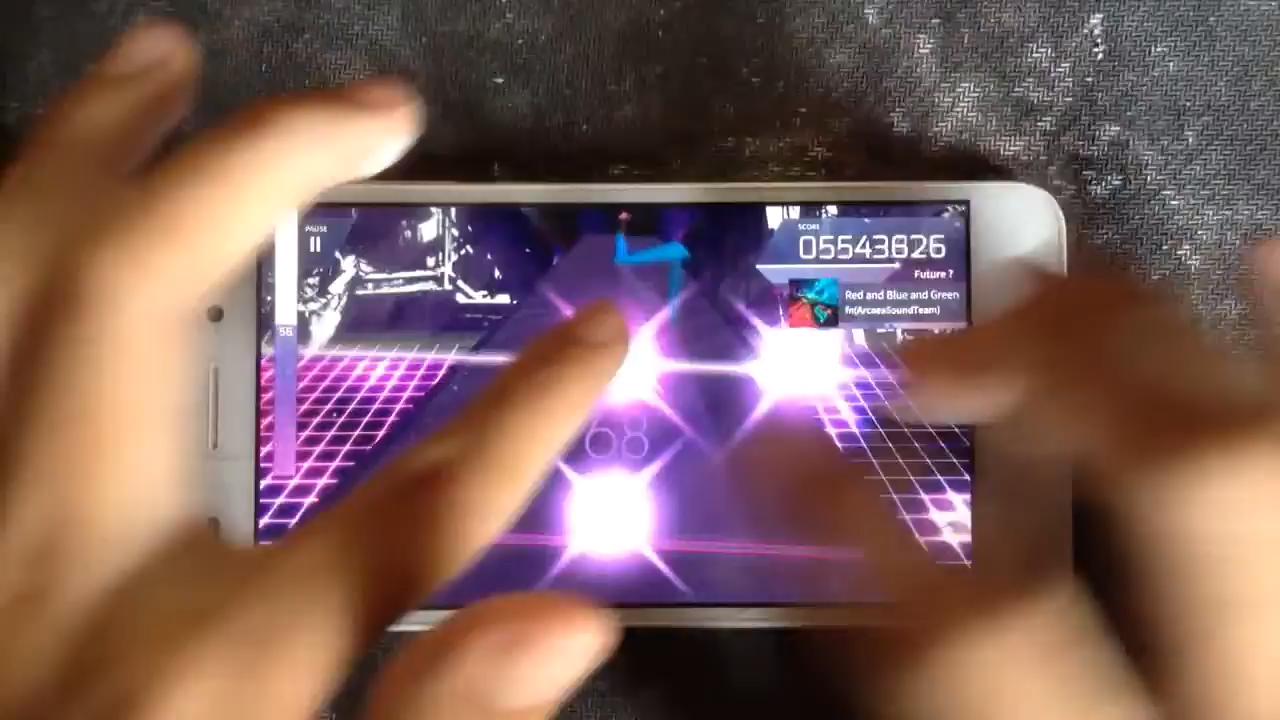 PAUSE
SCORE
05543826
Future ?
56
Red and Blue and Green
fn(ArcaeaSoundTeam)
68